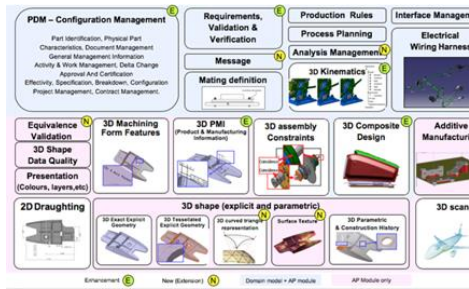 PDM – Configuration Management
E
Part Identification, Physical Part
Characteristics, Document Management
General Management Information
Activity & Work Management, Delta Change
Approval And Certification
Effectivity, Specification, Breakdown, Configuration
Project Management, Contract Management.
Requirements,
Validation &
Verification
E
Message
N
Mating definition
Production Rules
Process Planning
Analysis Management
N
3D Kinematics
E
Interface Managem
Electrical
Wiring Harness
Equivalence
Validation
N
3D Shape
Data Quality
Presentation
(Colours, layers,etc)
3D Machining
Form Features
3D PMI
(Product & Manufacturing
Information)
E
3D assembly
Constraints
3D Composite
Design
E
Additive
Manufacturi
2D Draughting
3D shape (explicit and parametric)
3D Exact Explicit
Geometry
3D Tessellated
Explicit Geometry
E
3D curved triangle
representation
N
Surface Texture
N
3D Parametric
& Construction History
3D scan
Enhancement E
New (Extension) N
Domain model + AP module
AP Module only